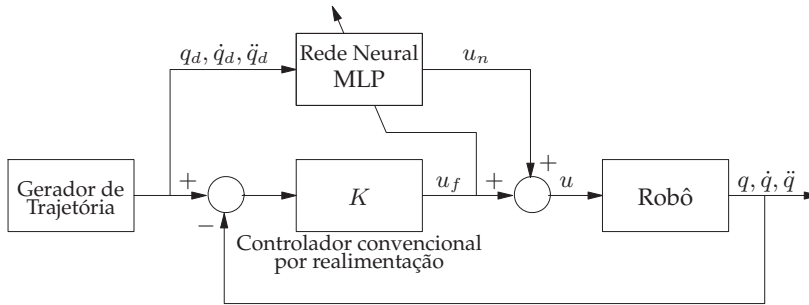 Rede Neural
MLP
q_d, q̇_d, q̈_d
u_n
Gerador de
Trajetória
+
−
K
u_f
+
+
u
Robô
q, q̇, q̈
Controlador convencional
por realimentação